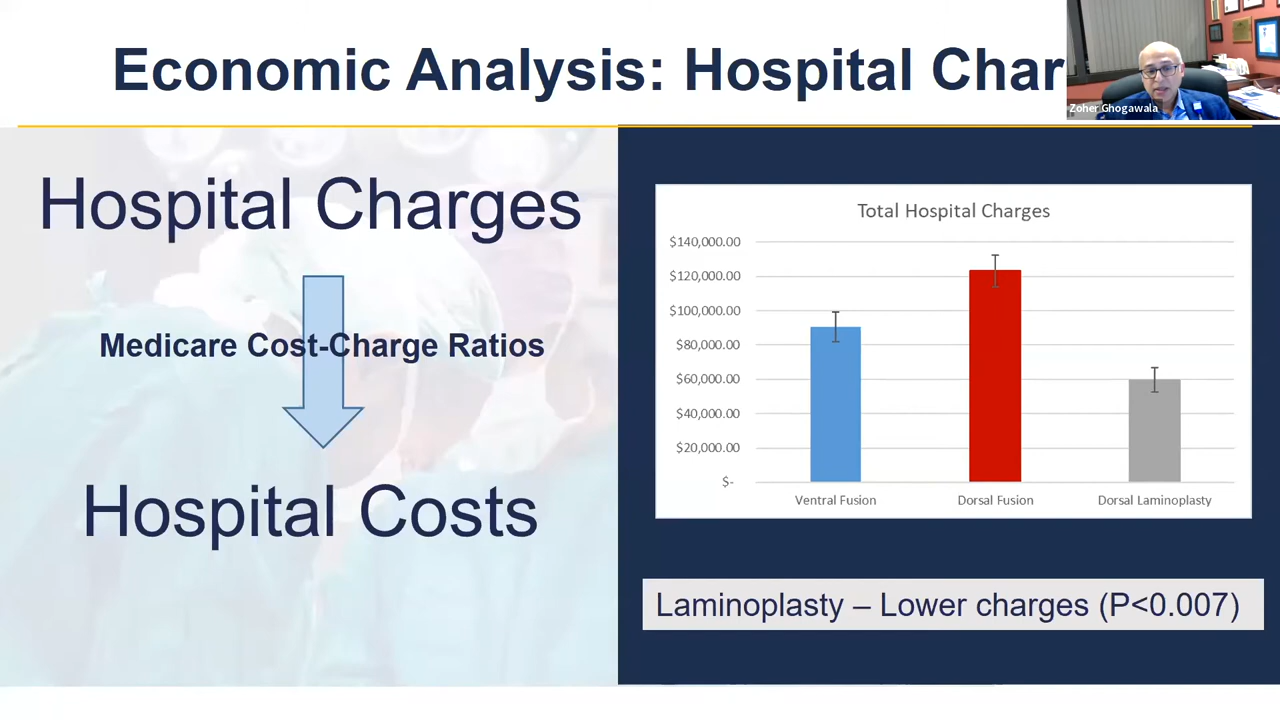 Economic Analysis: Hospital Char
Zoher Ghogawala
Hospital Charges
Medicare Cost-Charge Ratios
Hospital Costs
Total Hospital Charges
$140,000.00
$120,000.00
$100,000.00
$80,000.00
$60,000.00
$40,000.00
$20,000.00
$-
Ventral Fusion
Dorsal Fusion
Dorsal Laminoplasty
Laminoplasty – Lower charges (P<0.007)